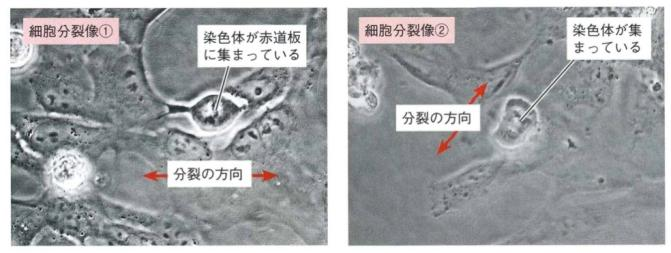 細胞分裂像①
染色体が赤道板
に集まっている
分裂の方向
細胞分裂像②
染色体が集
まっている
分裂の方向